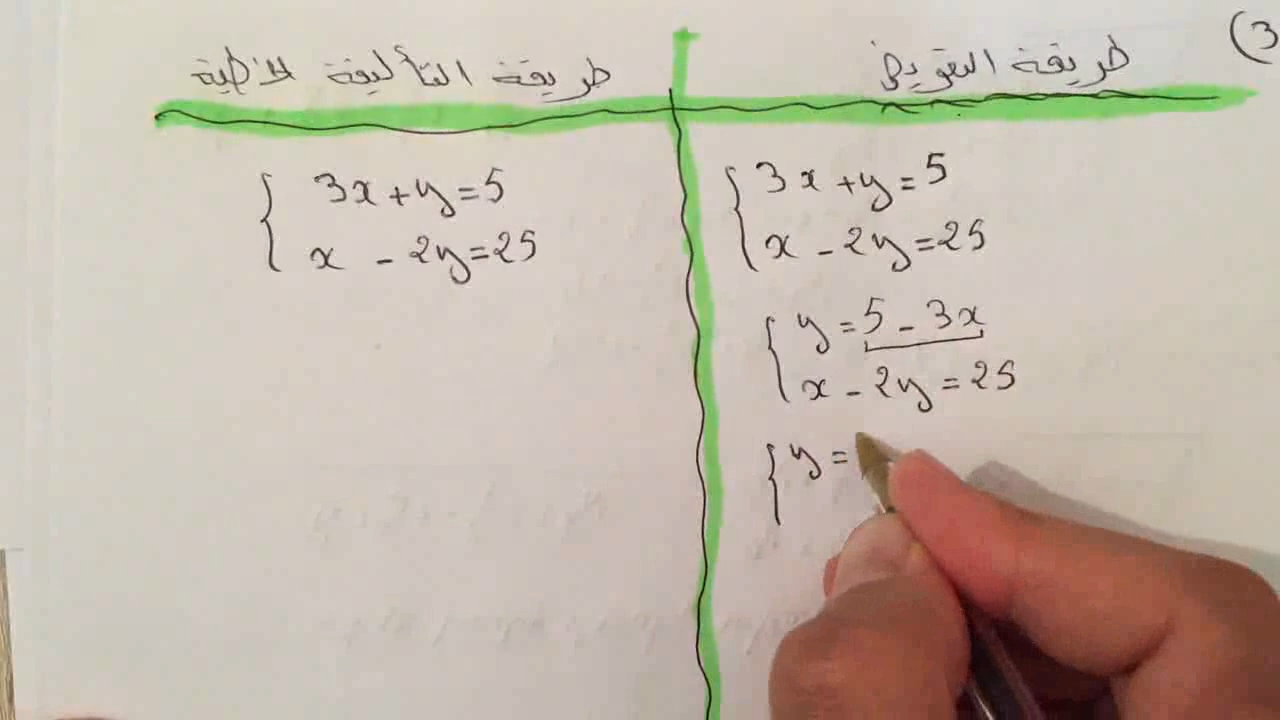 3)
طريقة التعويض
3x + y = 5
x - 2y = 25
y = 5 - 3x
x - 2y = 25
y =
طريقة التأليفة الخطية
3x + y = 5
x - 2y = 25